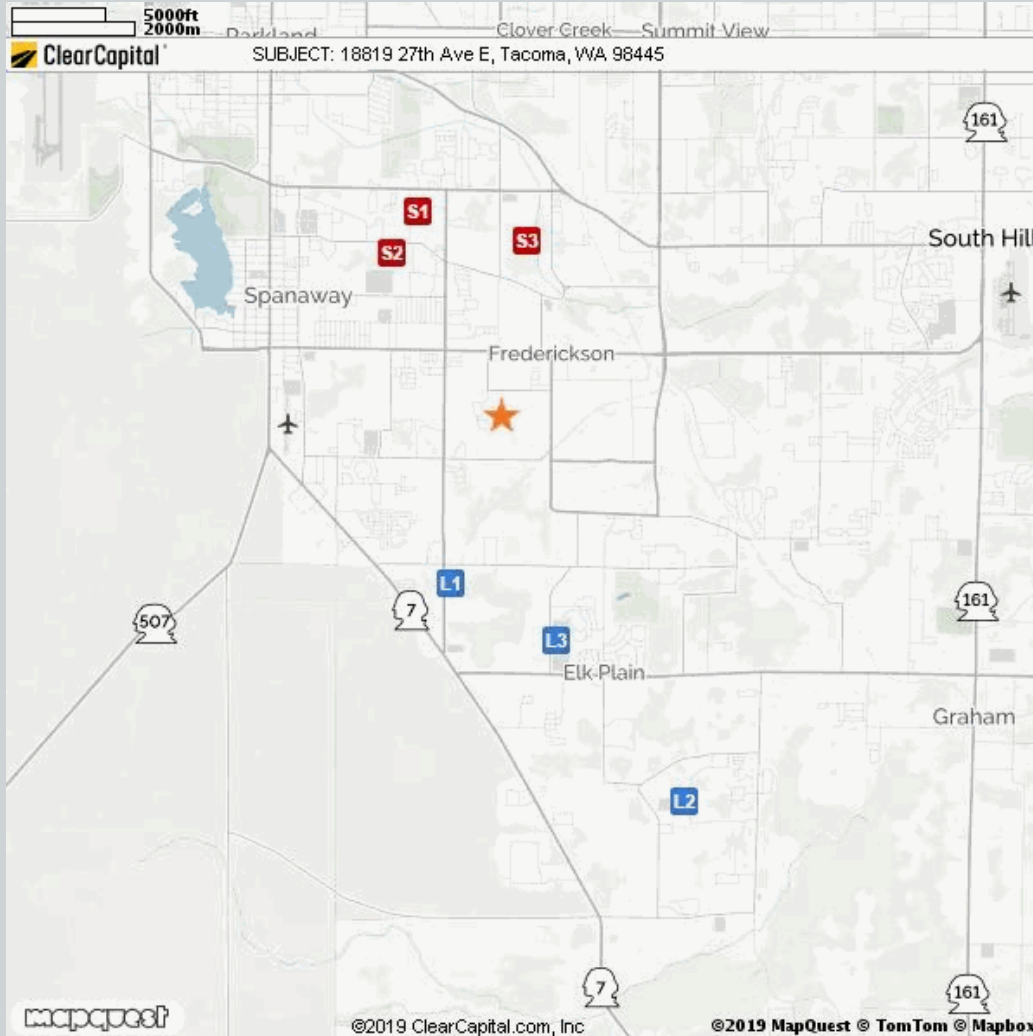 5000ft
2000m
Parkland
Clover Creek
Summit View
ClearCapital
SUBJECT: 18819 27th Ave E, Tacoma, WA 98445
161
S1
S2
S3
South Hill
Spanaway
Frederickson
L1
7
161
507
L3
Elk Plain
Graham
L2
7
161
mapquest
©2019 ClearCapital.com, Inc
©2019 MapQuest © TomTom © Mapbox